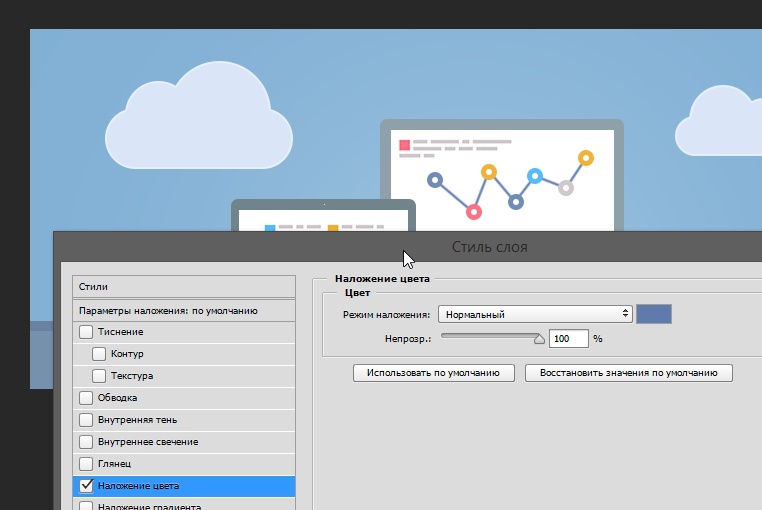 Стиль слоя
Стили
Параметры наложения: по умолчанию
Тиснение
Контур
Текстура
Обводка
Внутренняя тень
Внутреннее свечение
Глянец
Наложение цвета
Наложение градиента
Наложение цвета
Цвет
Режим наложения: Нормальный
Непрозр.: 100 %
Использовать по умолчанию
Восстановить значения по умолчанию